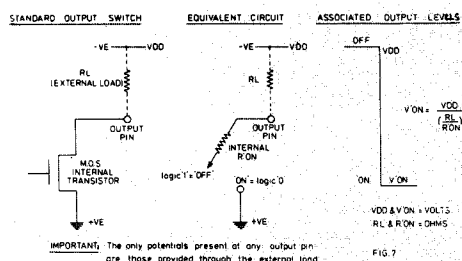 STANDARD OUTPUT SWITCH
EQUIVALENT CIRCUIT
ASSOCIATED OUTPUT LEVELS
-VE
VDD
RL
(EXTERNAL LOAD)
OUTPUT
PIN
M.O.S
INTERNAL
TRANSISTOR
+VE
-VE
VDD
RL
OUTPUT
PIN
INTERNAL
R'ON
logic '1' = 'OFF'
'ON' = logic '0'
+VE
OFF
VDD
V'ON = VDD
(RL
R'ON)
'ON'
V'ON
VDD & V'ON = VOLTS
RL & R'ON = OHMS
IMPORTANT: The only potentials present at any output pin
are those provided through the external load
FIG.7